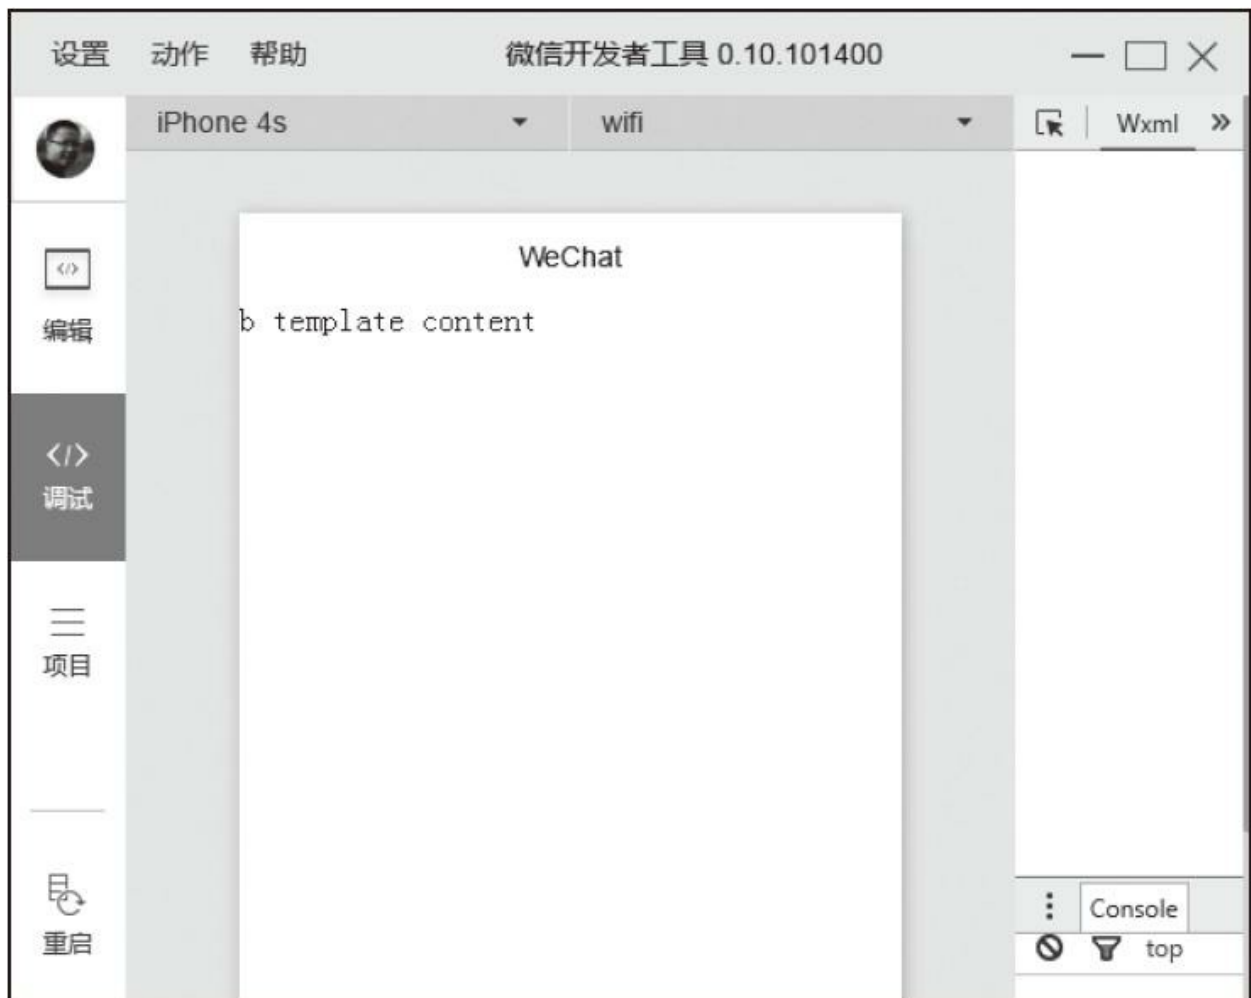 设置 动作 帮助 微信开发者工具 0.10.101400
iPhone 4s wifi Wxml »
WeChat
b template content
</>
编辑
</>
调试
项目
重启
Console
top